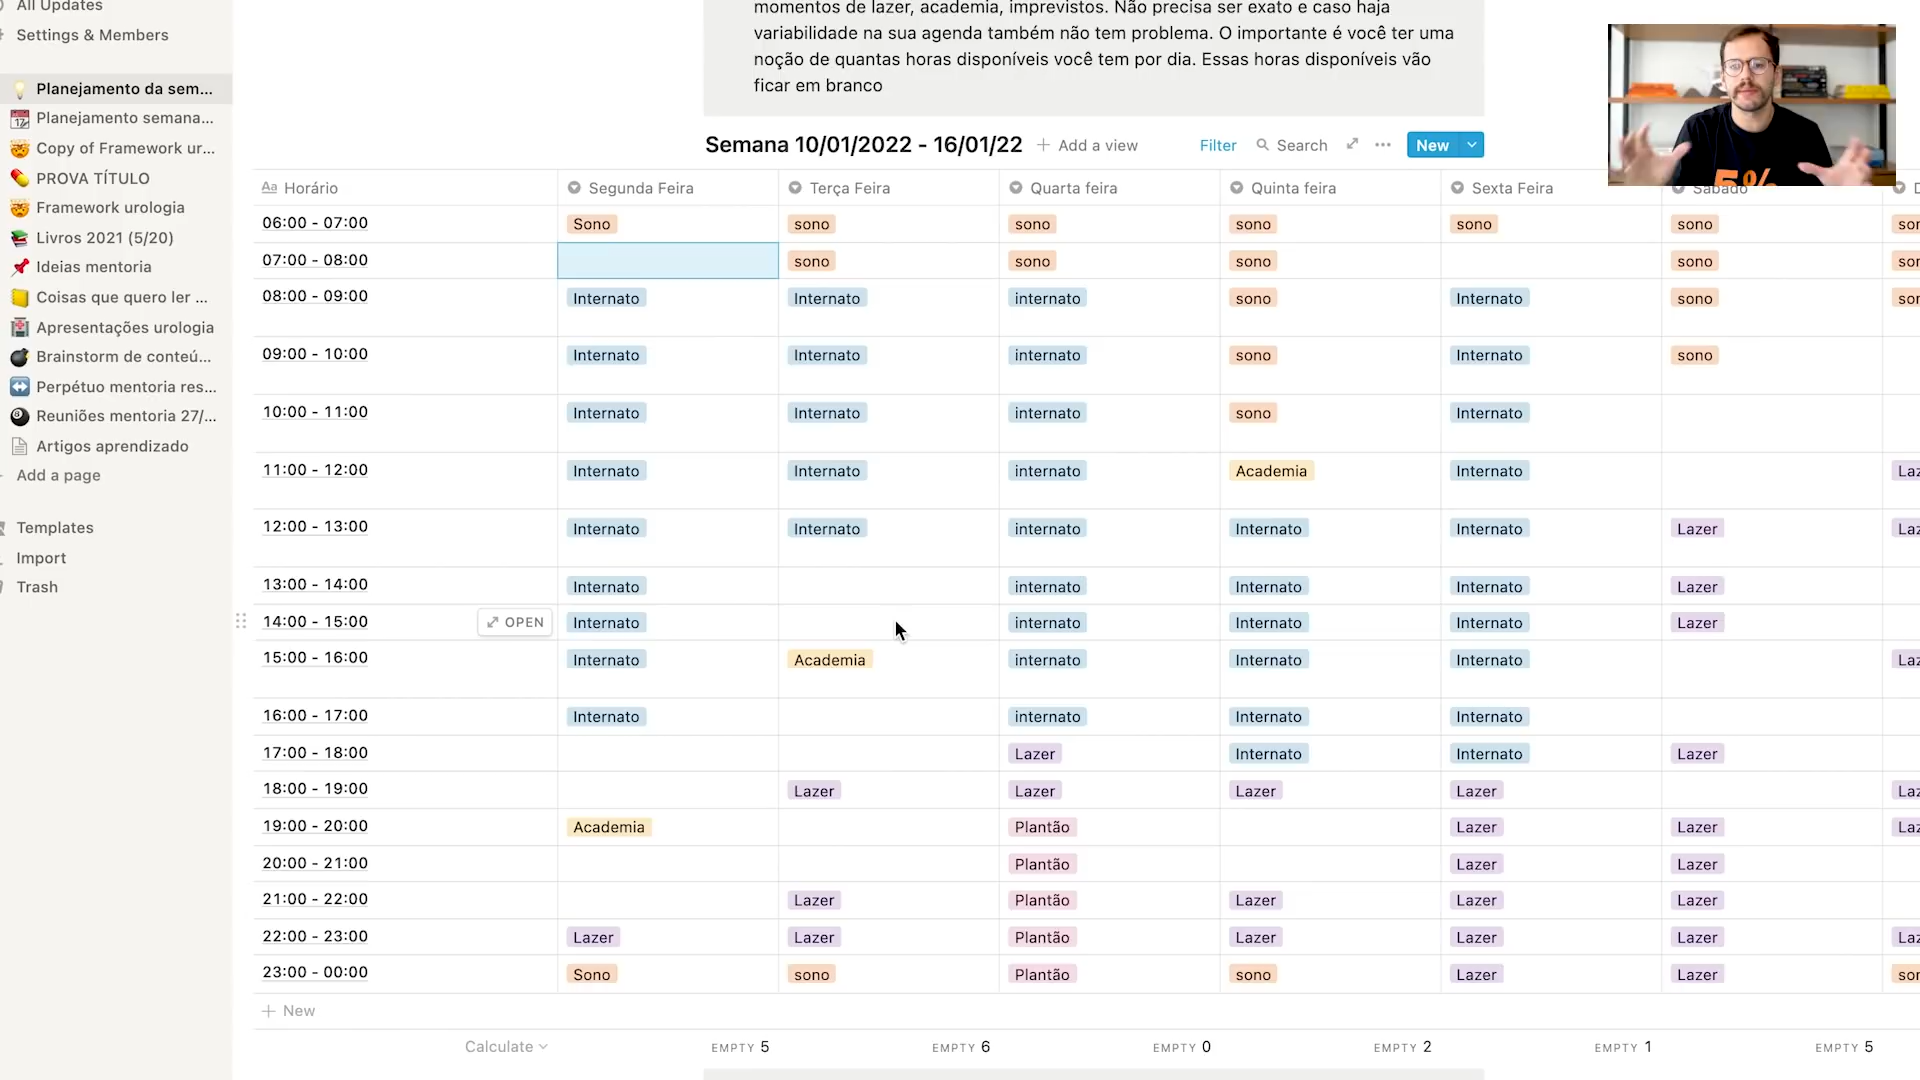 All Updates
Settings & Members
Planejamento da sem...
Planejamento semana...
Copy of Framework ur...
PROVA TÍTULO
Framework urologia
Livros 2021 (5/20)
Ideias mentoria
Coisas que quero ler ...
Apresentações urologia
Brainstorm de conteú...
Perpétuo mentoria res...
Reuniões mentoria 27/...
Artigos aprendizado
Add a page
Templates
Import
Trash
momentos de lazer, academia, imprevistos. Não precisa ser exato e caso haja
variabilidade na sua agenda também não tem problema. O importante é você ter uma
noção de quantas horas disponíveis você tem por dia. Essas horas disponíveis vão
ficar em branco
5%
Semana 10/01/2022 - 16/01/22 Add a view Filter Search New
Aa Horário Segunda Feira Terça Feira Quarta feira Quinta feira Sexta Feira Sábado D
06:00 - 07:00 Sono sono sono sono sono sono son
07:00 - 08:00 sono sono sono sono son
08:00 - 09:00 Internato Internato internato sono Internato sono son
09:00 - 10:00 Internato Internato internato sono Internato sono
10:00 - 11:00 Internato Internato internato sono Internato
11:00 - 12:00 Internato Internato internato Academia Internato Laz
12:00 - 13:00 Internato Internato internato Internato Internato Lazer Laz
13:00 - 14:00 Internato internato Internato Internato Lazer
14:00 - 15:00 OPEN Internato internato Internato Internato Lazer
15:00 - 16:00 Internato Academia internato Internato Internato Laz
16:00 - 17:00 Internato internato Internato Internato
17:00 - 18:00 Lazer Internato Internato Lazer
18:00 - 19:00 Lazer Lazer Lazer Lazer Laz
19:00 - 20:00 Academia Plantão Lazer Lazer Laz
20:00 - 21:00 Plantão Lazer Lazer
21:00 - 22:00 Lazer Plantão Lazer Lazer Lazer
22:00 - 23:00 Lazer Lazer Plantão Lazer Lazer Lazer Laz
23:00 - 00:00 Sono sono Plantão sono Lazer Lazer son
New
Calculate EMPTY 5 EMPTY 6 EMPTY 0 EMPTY 2 EMPTY 1 EMPTY 5